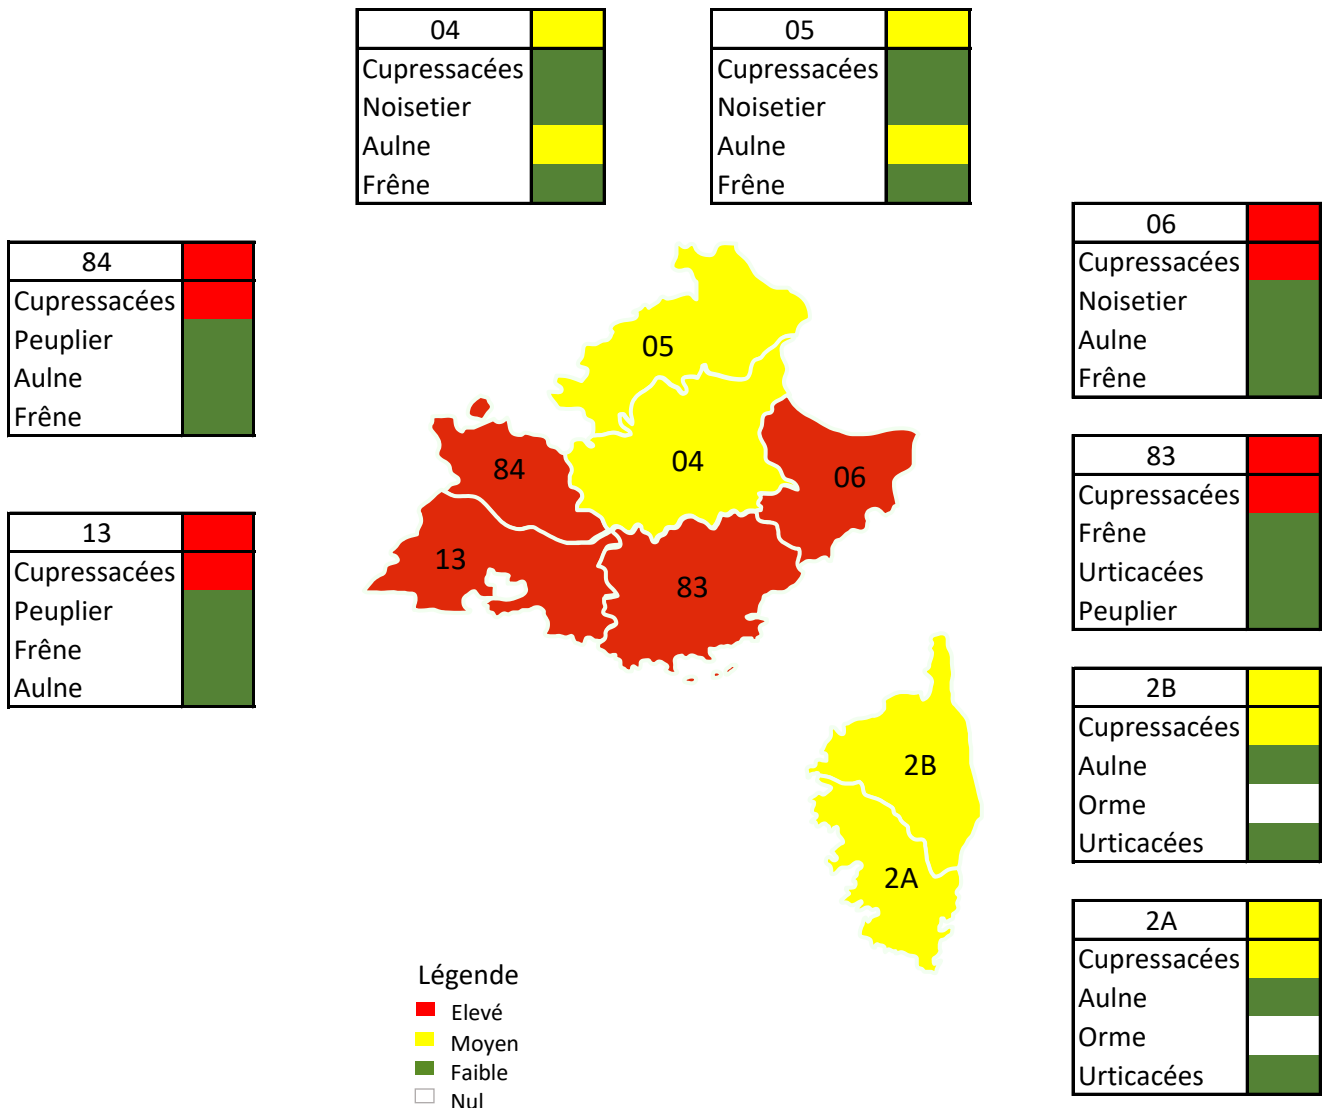 04
Cupressacées
Noisetier
Aulne
Frêne
05
Cupressacées
Noisetier
Aulne
Frêne
84
Cupressacées
Peuplier
Aulne
Frêne
13
Cupressacées
Peuplier
Frêne
Aulne
05
04
84
06
13
83
2B
2A
06
Cupressacées
Noisetier
Aulne
Frêne
83
Cupressacées
Frêne
Urticacées
Peuplier
2B
Cupressacées
Aulne
Orme
Urticacées
2A
Cupressacées
Aulne
Orme
Urticacées
Légende
Elevé
Moyen
Faible
Nul